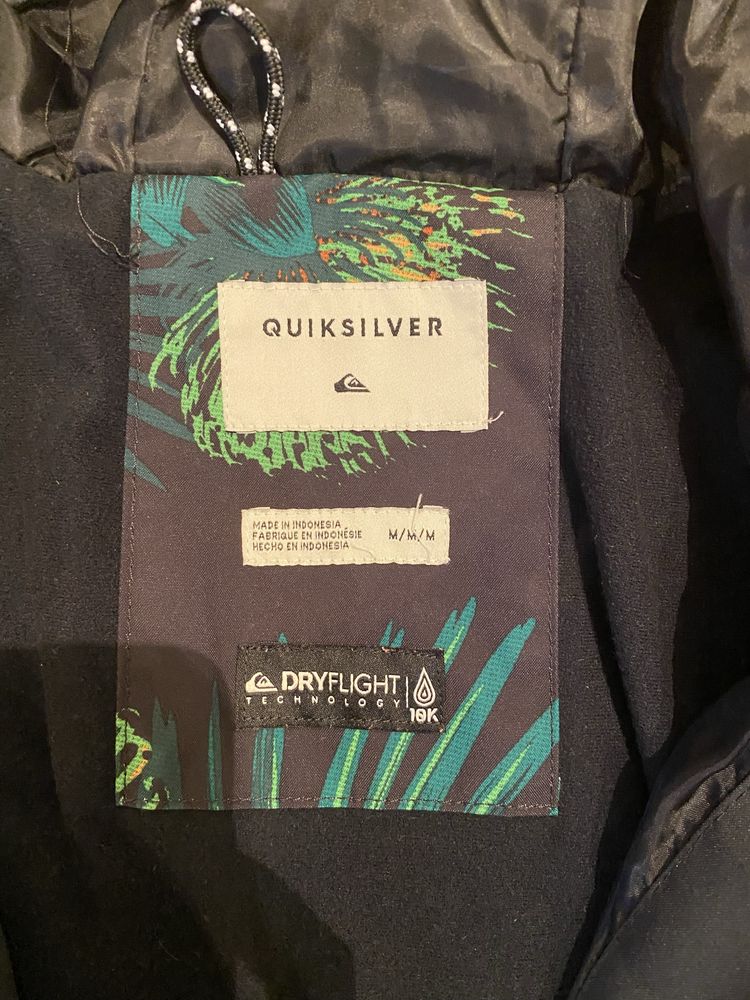 QUIKSILVER
MADE IN INDONESIA
FABRIQUE EN INDONÉSIE
HECHO EN INDONESIA
M/M/M
DRYFLIGHT
TECHNOLOGY
10K